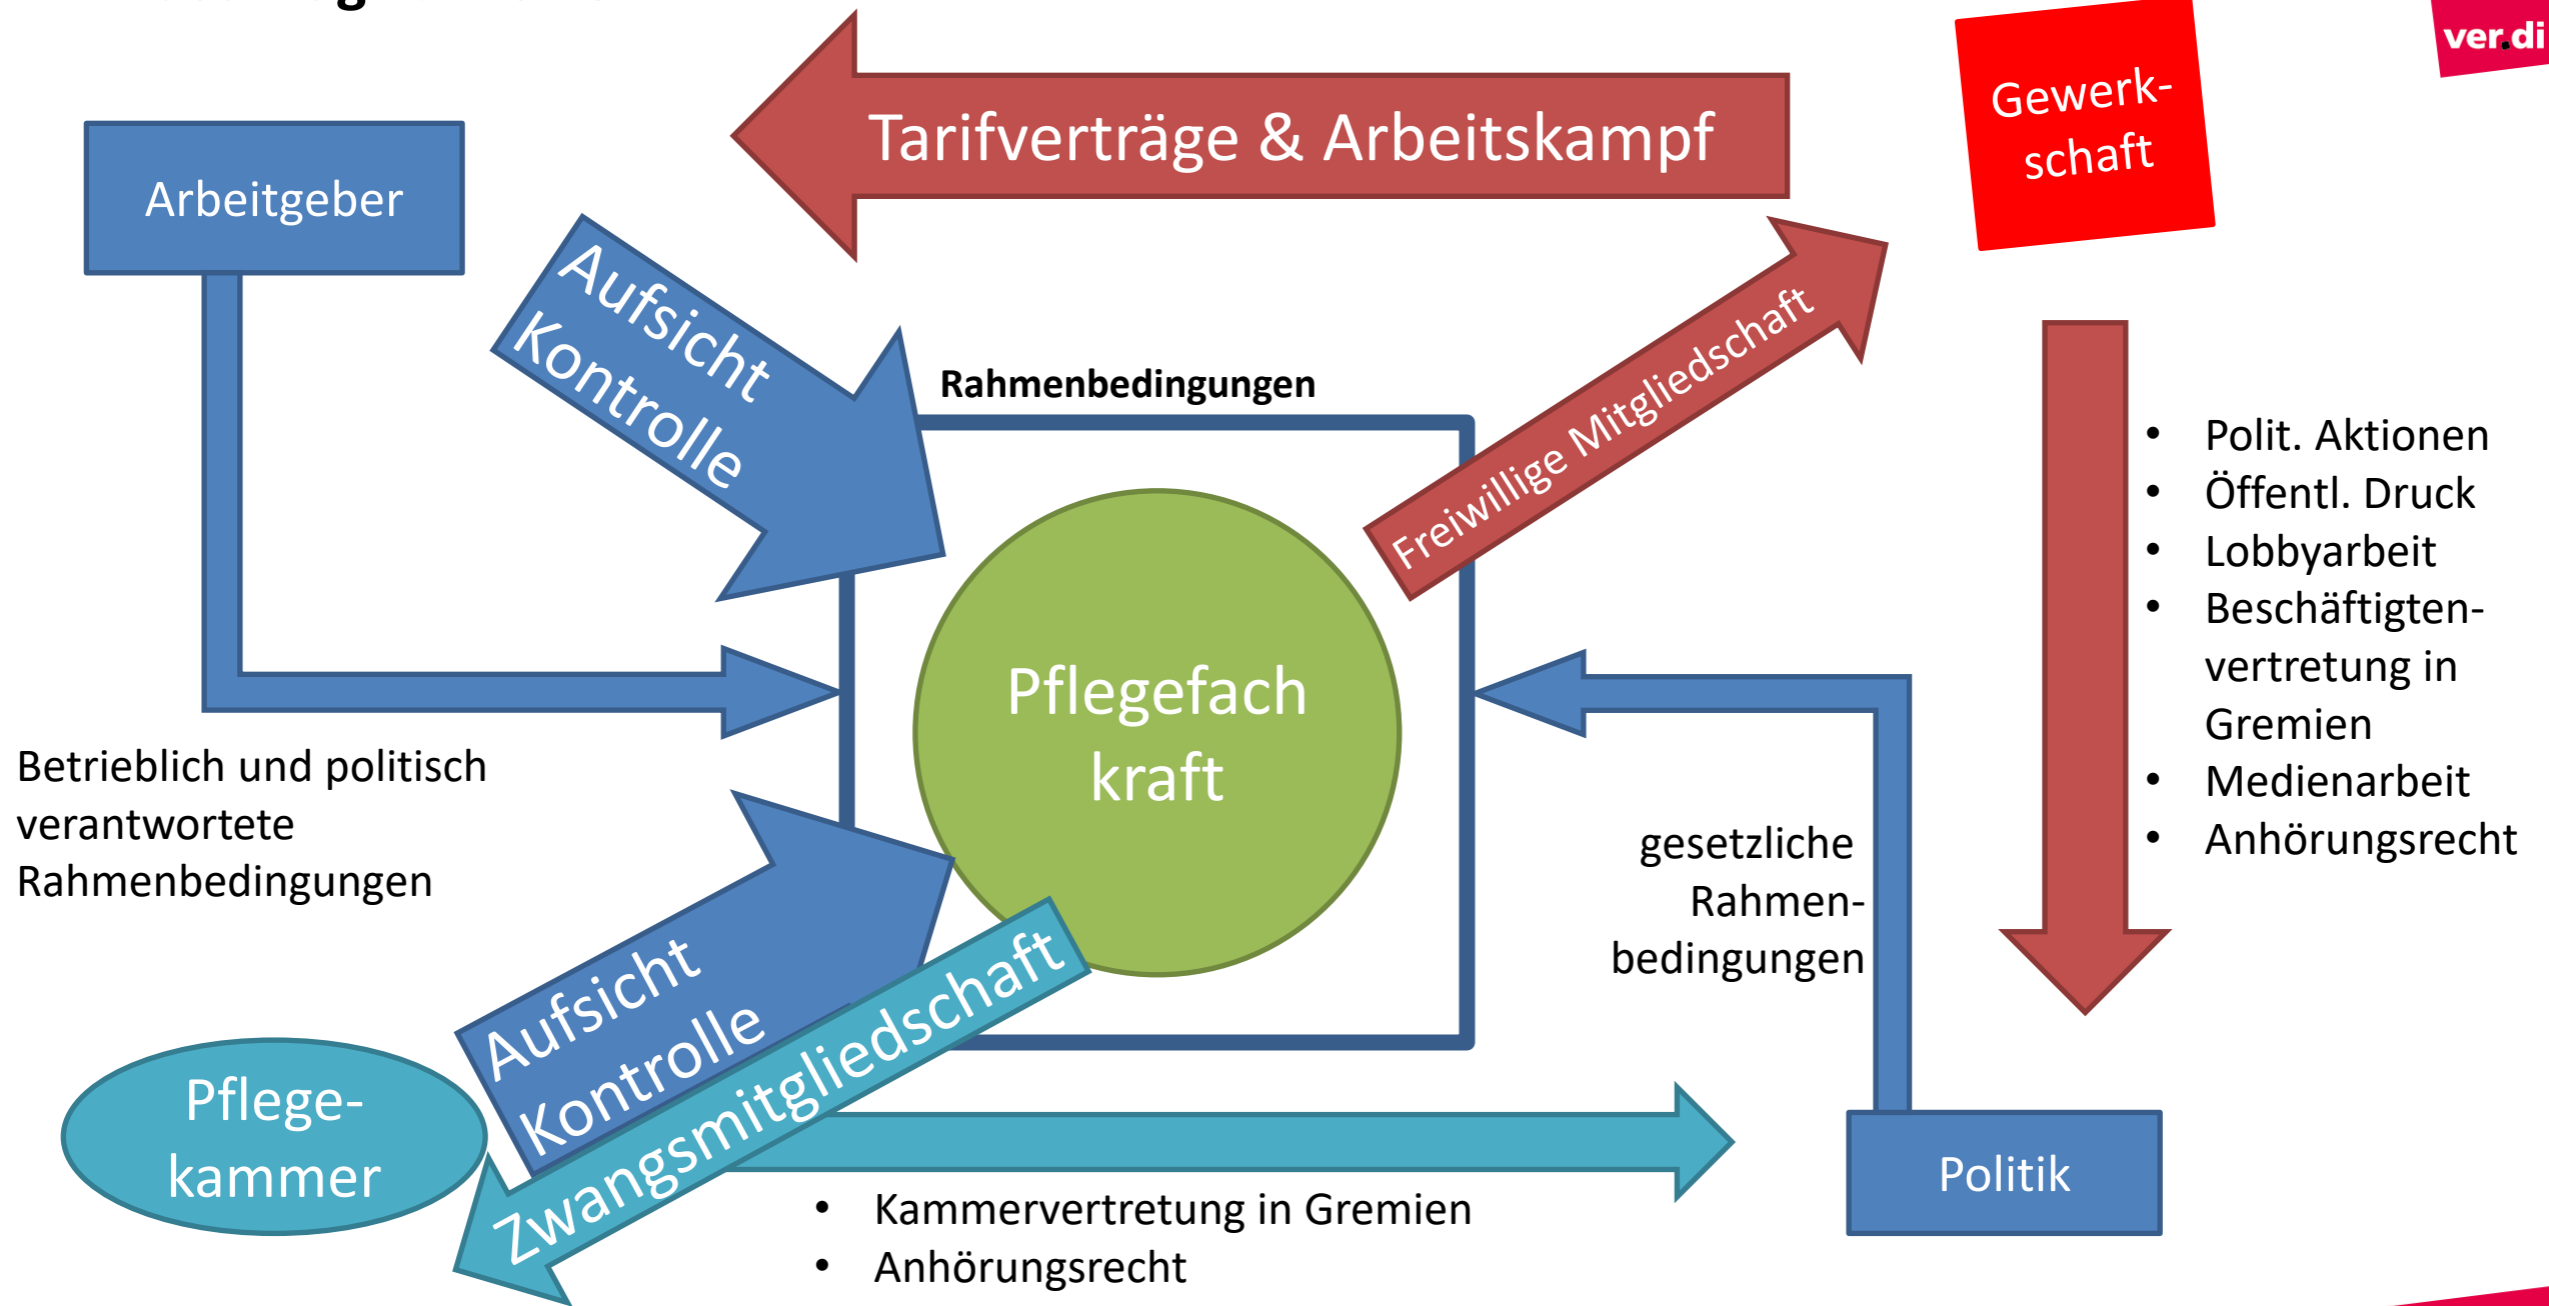 ver.di
Tarifverträge & Arbeitskampf
Gewerk-
schaft
Arbeitgeber
Aufsicht
Kontrolle
Rahmenbedingungen
Freiwillige Mitgliedschaft
• Polit. Aktionen
• Öffentl. Druck
• Lobbyarbeit
• Beschäftigten-
vertretung in
Gremien
• Medienarbeit
• Anhörungsrecht
Pflegefach
kraft
Betrieblich und politisch
verantwortete
Rahmenbedingungen
gesetzliche
Rahmen-
bedingungen
Aufsicht
Kontrolle
Zwangsmitgliedschaft
Pflege-
kammer
Politik
• Kammervertretung in Gremien
• Anhörungsrecht